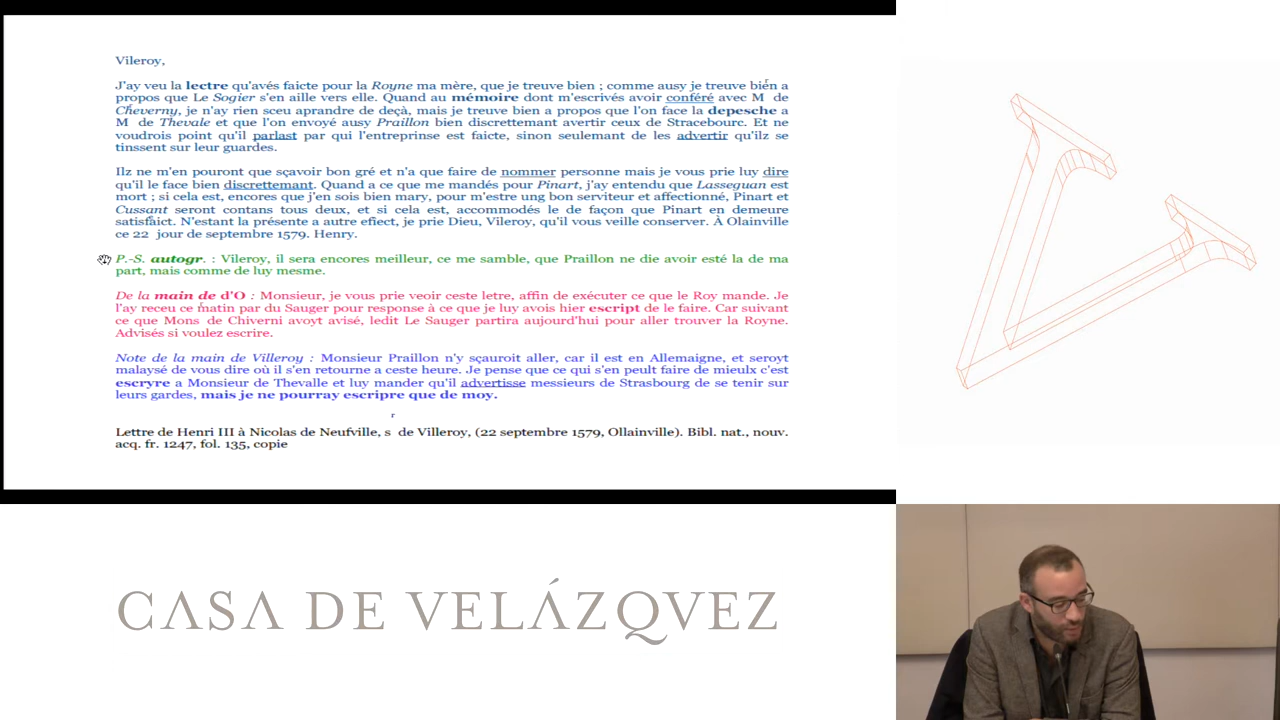 Vileroy,
J'ay veu la lectre qu'avés faicte pour la Royne ma mère, que je treuve bien ; comme ausy je treuve bien a
propos que Le Sogier s'en aille vers elle. Quand au mémoire dont m'escrivés avoir conféré avec Mr de
Cheverny, je n'ay rien sceu aprandre de deçà, mais je treuve bien a propos que l'on face la depesche a
M de Thevale et que l'on envoyé ausy Praillon bien discrettemant avertir ceux de Stracebourc. Et ne
voudrois point qu'il parlast par qui l'entreprinse est faicte, sinon seulemant de les advertir qu'ilz se
tinssent sur leur guardes.
Ilz ne m'en pouront que sçavoir bon gré et n'a que faire de nommer personne mais je vous prie luy dire
qu'il le face bien discrettemant. Quand a ce que me mandés pour Pinart, j'ay entendu que Lasseguan est
mort ; si cela est, encores que j'en sois bien mary, pour m'estre ung bon serviteur et affectionné, Pinart et
Cussant seront contans tous deux, et si cela est, accommodés le de façon que Pinart en demeure
satisfaict. N'estant la présente a autre efiect, je prie Dieu, Vileroy, qu'il vous veille conserver. À Olainville
ce 22 jour de septembre 1579. Henry.
P.-S. autogr. : Vileroy, il sera encores meilleur, ce me samble, que Praillon ne die avoir esté la de ma
part, mais comme de luy mesme.
De la main de d'O : Monsieur, je vous prie veoir ceste letre, affin de exécuter ce que le Roy mande. Je
l'ay receu ce matin par du Sauger pour response à ce que je luy avois hier escript de le faire. Car suivant
ce que Mons de Chiverni avoyt avisé, ledit Le Sauger partira aujourd'hui pour aller trouver la Royne.
Advisés si voulez escrire.
Note de la main de Villeroy : Monsieur Praillon n'y sçauroit aller, car il est en Allemaigne, et seroyt
malaysé de vous dire où il s'en retourne a ceste heure. Je pense que ce qui s'en peult faire de mieulx c'est
escryre a Monsieur de Thevalle et luy mander qu'il advertisse messieurs de Strasbourg de se tenir sur
leurs gardes, mais je ne pourray escripre que de moy.
Lettre de Henri III à Nicolas de Neufville, sr de Villeroy, (22 septembre 1579, Ollainville). Bibl. nat., nouv.
acq. fr. 1247, fol. 135, copie
CASA DE VELÁZQVEZ